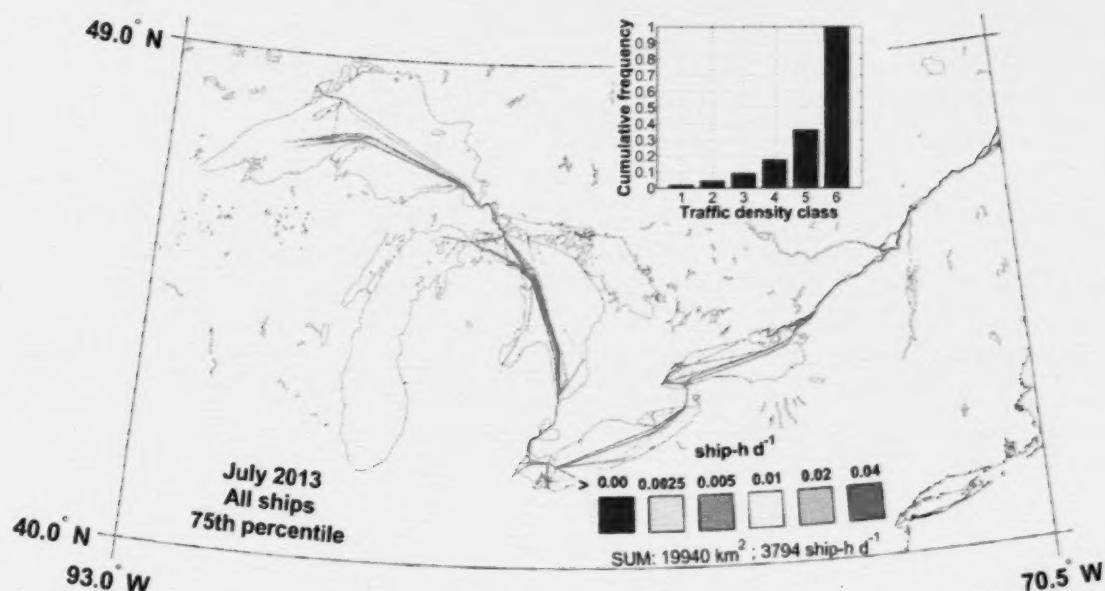 49.0° N
Cumulative frequency
1
0.9
0.8
0.7
0.6
0.5
0.4
0.3
0.2
0.1
0
1 2 3 4 5 6
Traffic density class
July 2013
All ships
75th percentile
ship-h d⁻¹
> 0.00 0.0025 0.005 0.01 0.02 0.04
SUM: 19940 km² ; 3794 ship-h d⁻¹
40.0° N
93.0° W
70.5° W